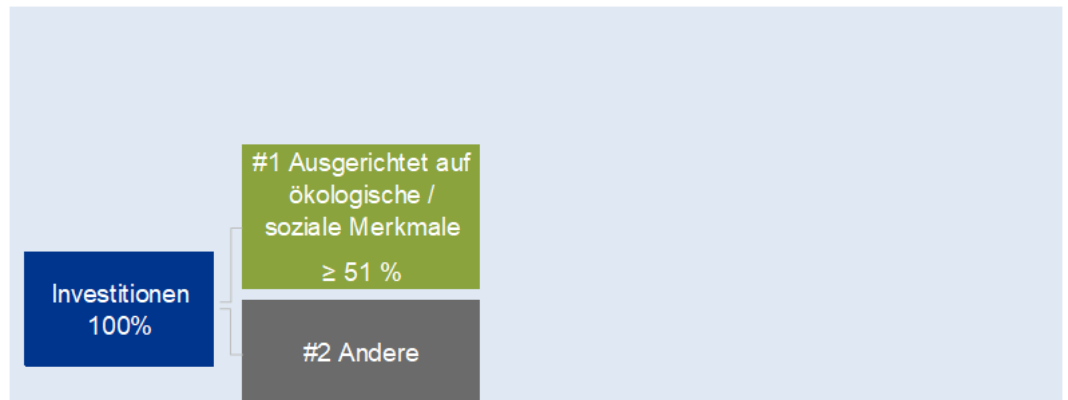 #1 Ausgerichtet auf
ökologische /
soziale Merkmale
≥ 51 %
Investitionen
100%
#2 Andere